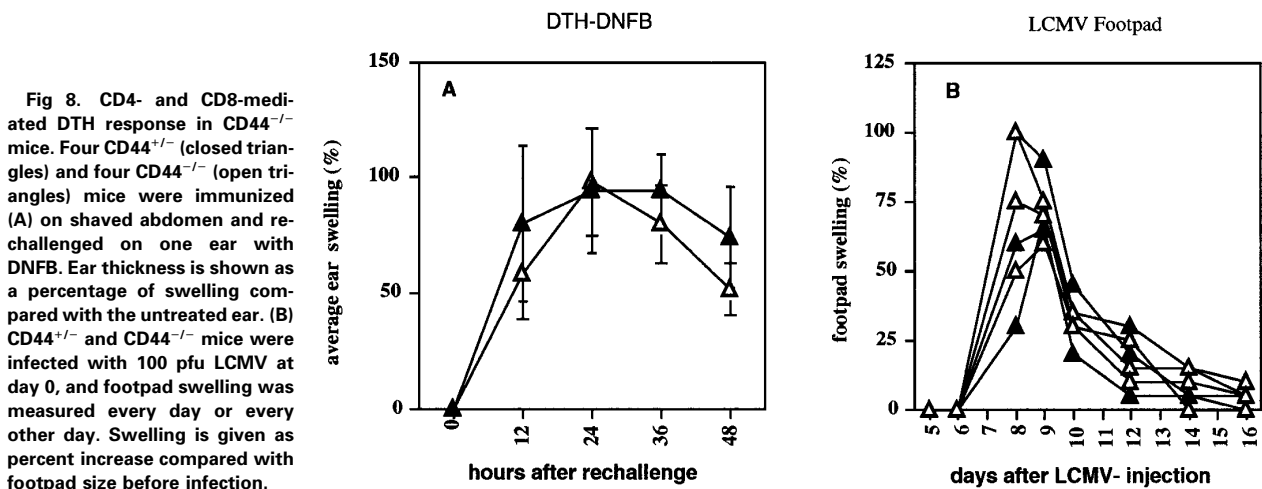 Fig 8. CD4- and CD8-medi-
ated DTH response in CD44−/−
mice. Four CD44+/− (closed trian-
gles) and four CD44−/− (open tri-
angles) mice were immunized
(A) on shaved abdomen and re-
challenged on one ear with
DNFB. Ear thickness is shown as
a percentage of swelling com-
pared with the untreated ear. (B)
CD44+/− and CD44−/− mice were
infected with 100 pfu LCMV at
day 0, and footpad swelling was
measured every day or every
other day. Swelling is given as
percent increase compared with
footpad size before infection.
DTH-DNFB
A
average ear swelling (%)
150
100
50
0
0 12 24 36 48
hours after rechallenge
LCMV Footpad
B
footpad swelling (%)
125
100
75
50
25
0
5 6 7 8 9 10 11 12 13 14 15 16
days after LCMV- injection